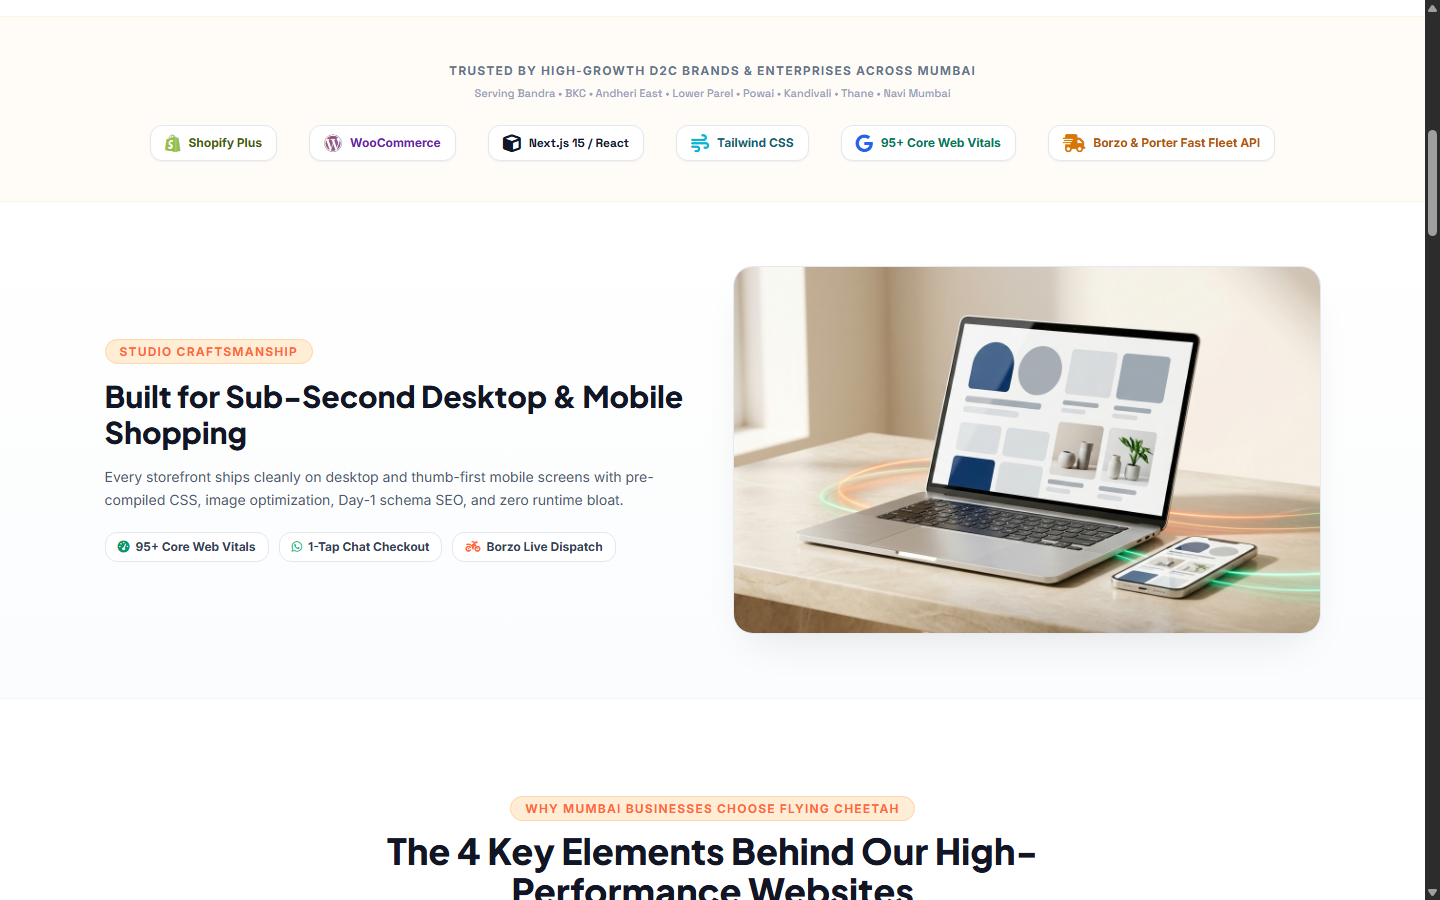 TRUSTED BY HIGH-GROWTH D2C BRANDS & ENTERPRISES ACROSS MUMBAI
Serving Bandra • BKC • Andheri East • Lower Parel • Powai • Kandivali • Thane • Navi Mumbai
Shopify Plus
WooCommerce
Next.js 15 / React
Tailwind CSS
95+ Core Web Vitals
Borzo & Porter Fast Fleet API
STUDIO CRAFTSMANSHIP
Built for Sub-Second Desktop & Mobile
Shopping
Every storefront ships cleanly on desktop and thumb-first mobile screens with pre-
compiled CSS, image optimization, Day-1 schema SEO, and zero runtime bloat.
95+ Core Web Vitals
1-Tap Chat Checkout
Borzo Live Dispatch
WHY MUMBAI BUSINESSES CHOOSE FLYING CHEETAH
The 4 Key Elements Behind Our High-
Performance Websites